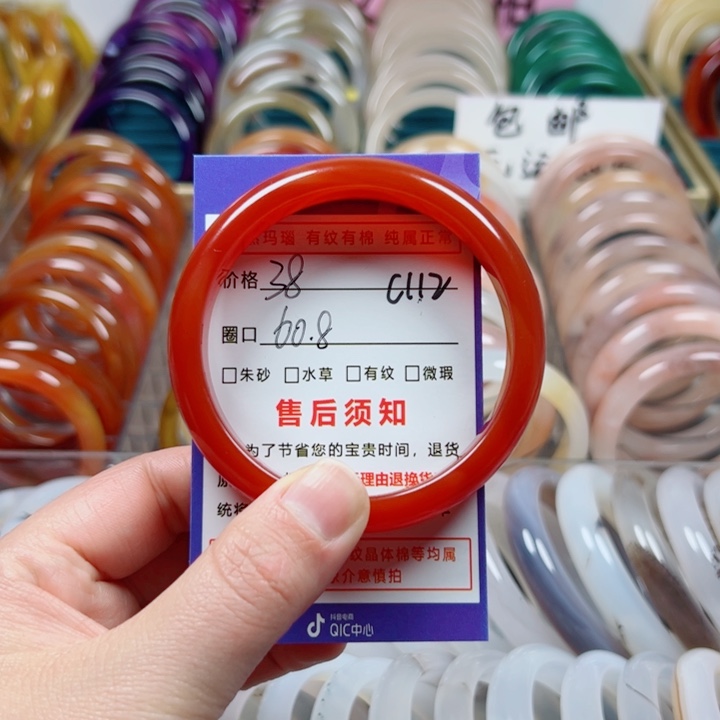 包邮
玛瑙 有纹有棉 纯属正常
价格 38 C112
圈口 60.8
□朱砂 □水草 □有纹 □微瑕
售后须知
为了节省您的宝贵时间，退货
理由退换货
统
纹晶体棉等均属
介意慎拍
抖音电商
QIC中心